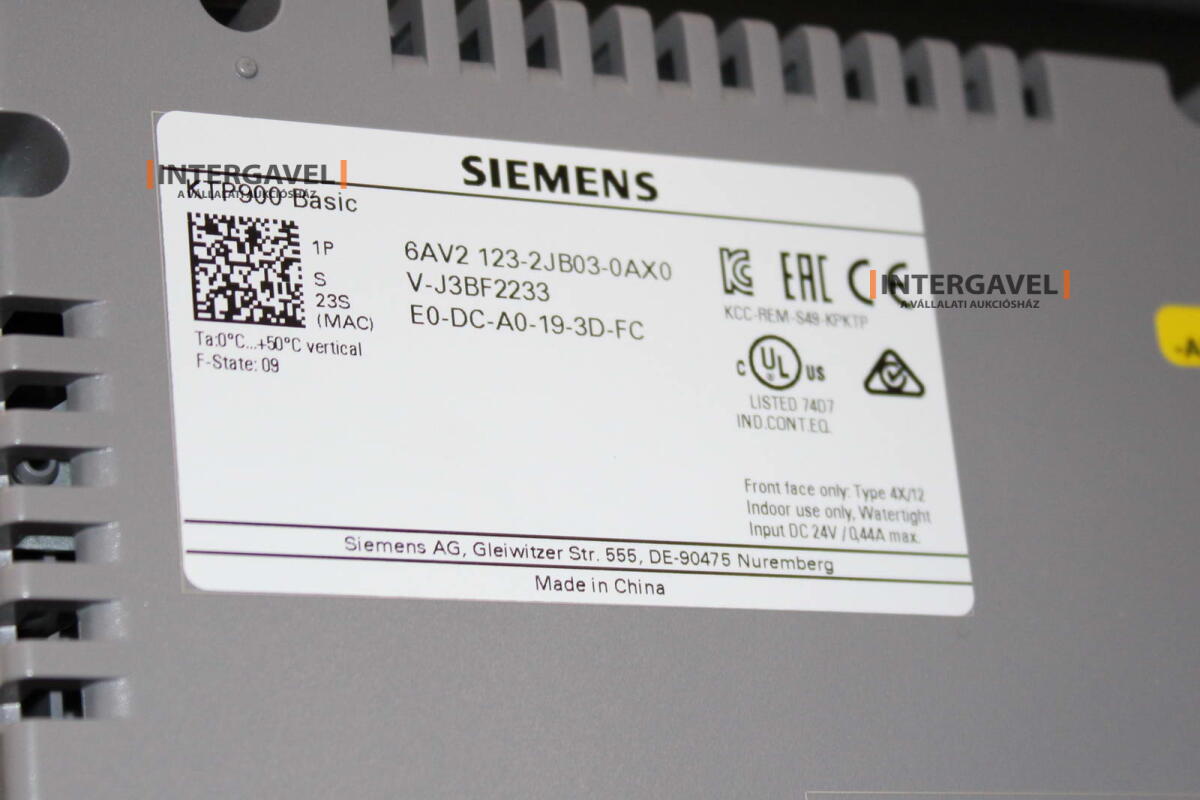 SIEMENS
INTERGAVEL
A VÁLLALATI AUKCIÓSHÁZ
KTP900 Basic
1P 6AV2 123-2JB03-0AX0
S V-J3BF2233
23S E0-DC-A0-19-3D-FC
(MAC)
Ta:0°C...+50°C vertical
F-State: 09
EAC CE
INTERGAVEL
A VÁLLALATI AUKCIÓSHÁZ
KCC-REM-S49-KPKTP
C UL US
LISTED 74D7
IND.CONT.EQ.
Front face only: Type 4X/12
Indoor use only, Watertight
Input DC 24V / 0,44A max.
Siemens AG, Gleiwitzer Str. 555, DE-90475 Nuremberg
Made in China
-A